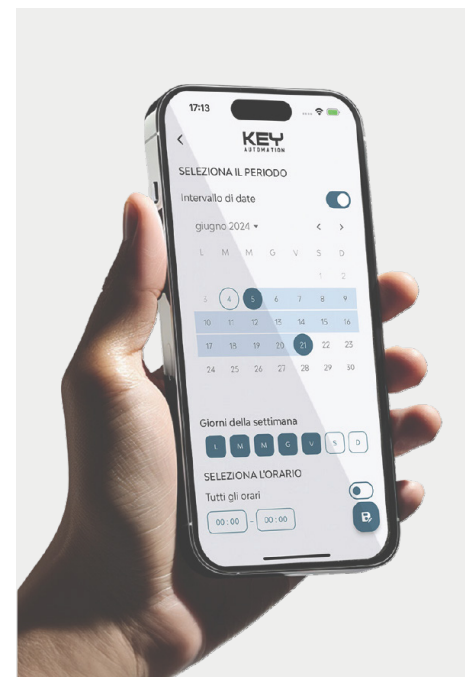 17:13
KEY
AUTOMATION
SELEZIONA IL PERIODO
Intervallo di date
giugno 2024
L M M G V S D
1 2
3 4 5 6 7 8 9
10 11 12 13 14 15 16
17 18 19 20 21 22 23
24 25 26 27 28 29 30
Giorni della settimana
L M M G V S D
SELEZIONA L'ORARIO
Tutti gli orari
00:00 - 00:00